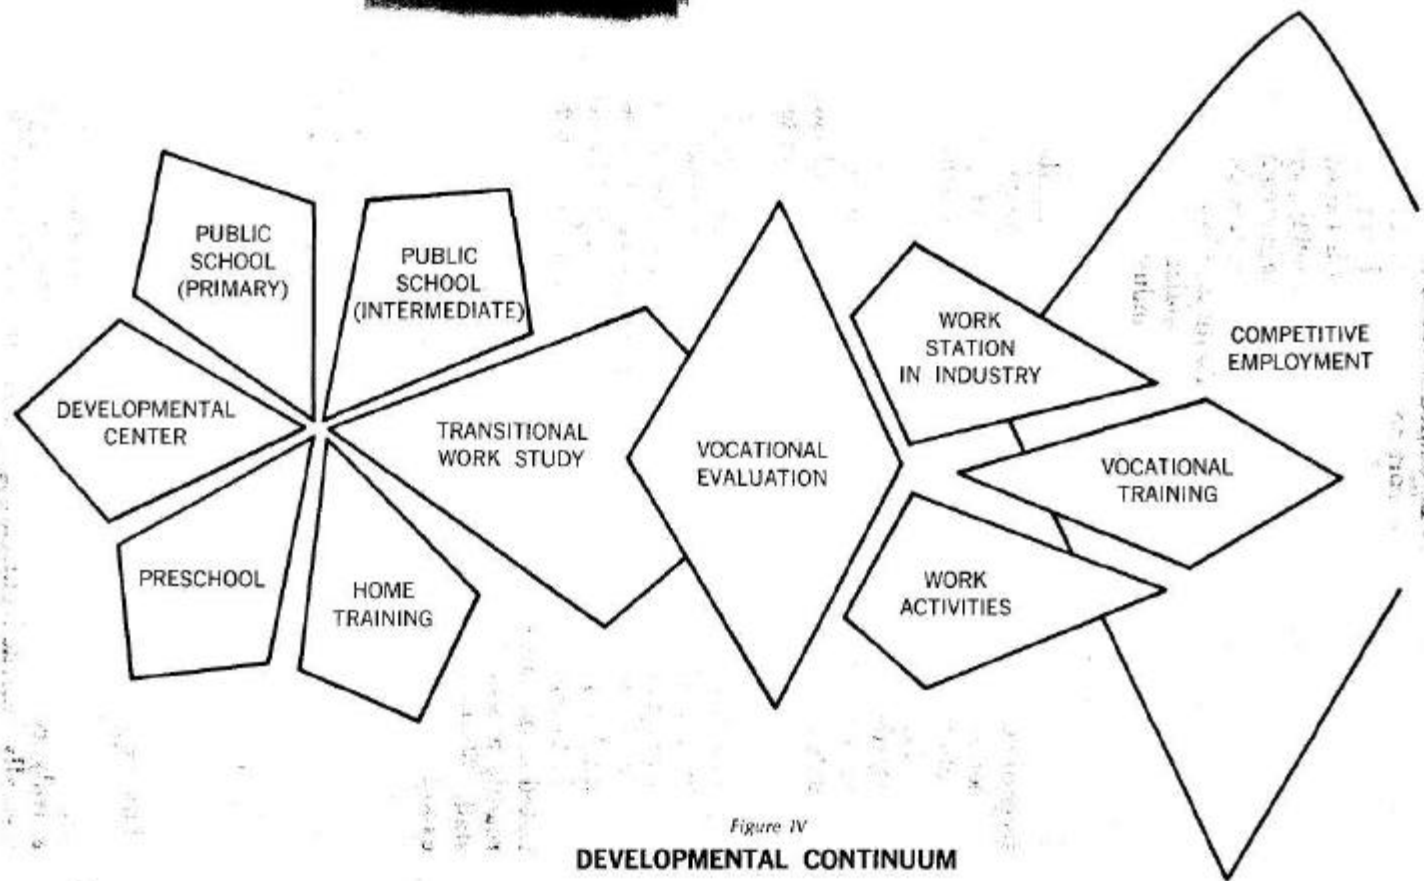 PUBLIC
SCHOOL
(PRIMARY)
PUBLIC
SCHOOL
(INTERMEDIATE)
DEVELOPMENTAL
CENTER
TRANSITIONAL
WORK STUDY
PRESCHOOL
HOME
TRAINING
VOCATIONAL
EVALUATION
WORK
STATION
IN INDUSTRY
COMPETITIVE
EMPLOYMENT
VOCATIONAL
TRAINING
WORK
ACTIVITIES
Figure IV
DEVELOPMENTAL CONTINUUM